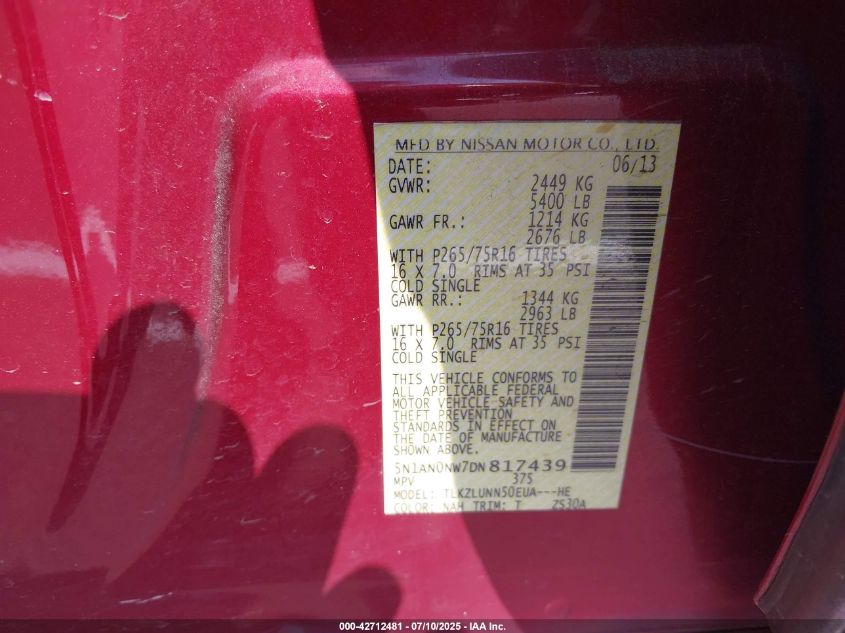 MFD BY NISSAN MOTOR CO., LTD.
DATE: 06/13
GVWR: 2449 KG
5400 LB
GAWR FR.: 1214 KG
2676 LB
WITH P265/75R16 TIRES
16 X 7.0 RIMS AT 35 PSI
COLD SINGLE
GAWR RR.: 1344 KG
2963 LB
WITH P265/75R16 TIRES
16 X 7.0 RIMS AT 35 PSI
COLD SINGLE
THIS VEHICLE CONFORMS TO
ALL APPLICABLE FEDERAL
MOTOR VEHICLE SAFETY AND
THEFT PREVENTION
STANDARDS IN EFFECT ON
THE DATE OF MANUFACTURE
SHOWN ABOVE.
5N1AN0NW7DN817439
MPV 375
MODEL: TLKZLUNN50EUA---HE
COLOR: NAH TRIM: T ZS30A
000-42712481 / 07/10/2025 - IAA Inc.